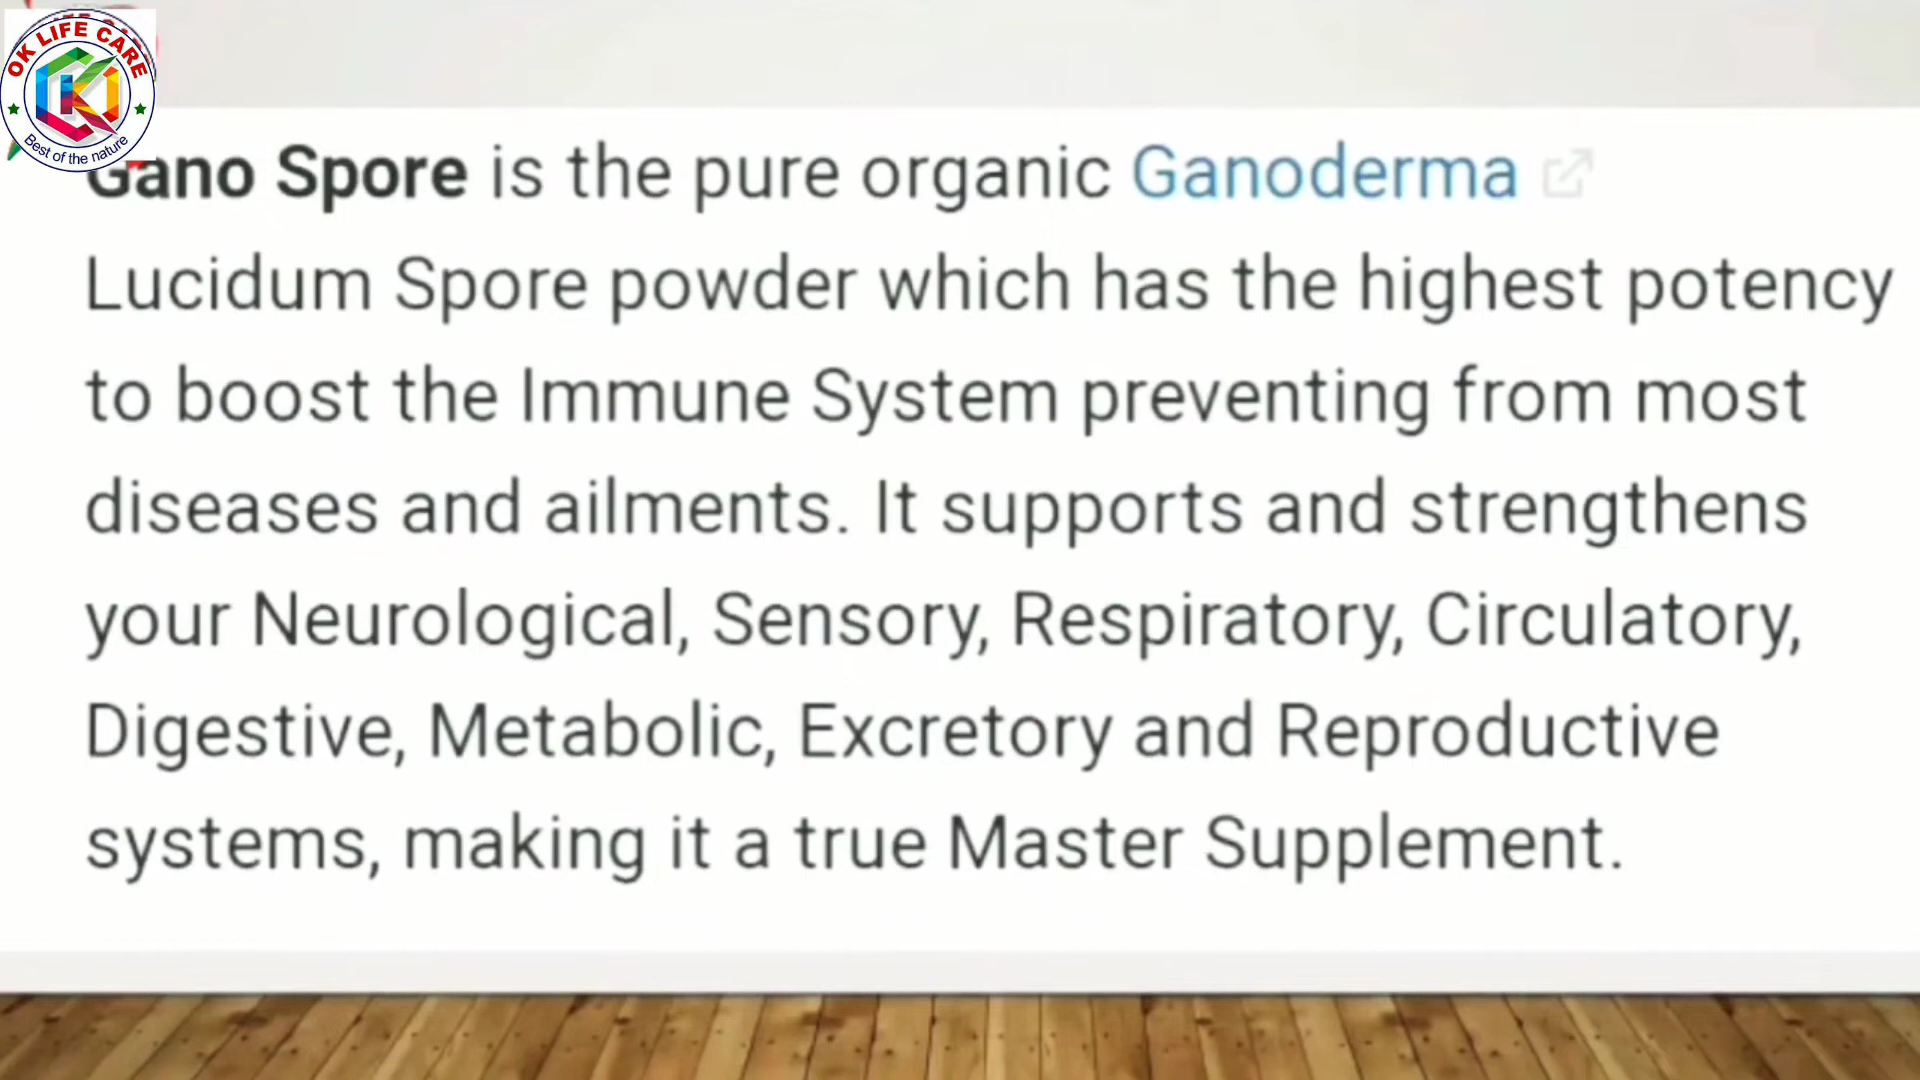 OK LIFE CARE
Best of the nature
Gano Spore is the pure organic Ganoderma
Lucidum Spore powder which has the highest potency
to boost the Immune System preventing from most
diseases and ailments. It supports and strengthens
your Neurological, Sensory, Respiratory, Circulatory,
Digestive, Metabolic, Excretory and Reproductive
systems, making it a true Master Supplement.